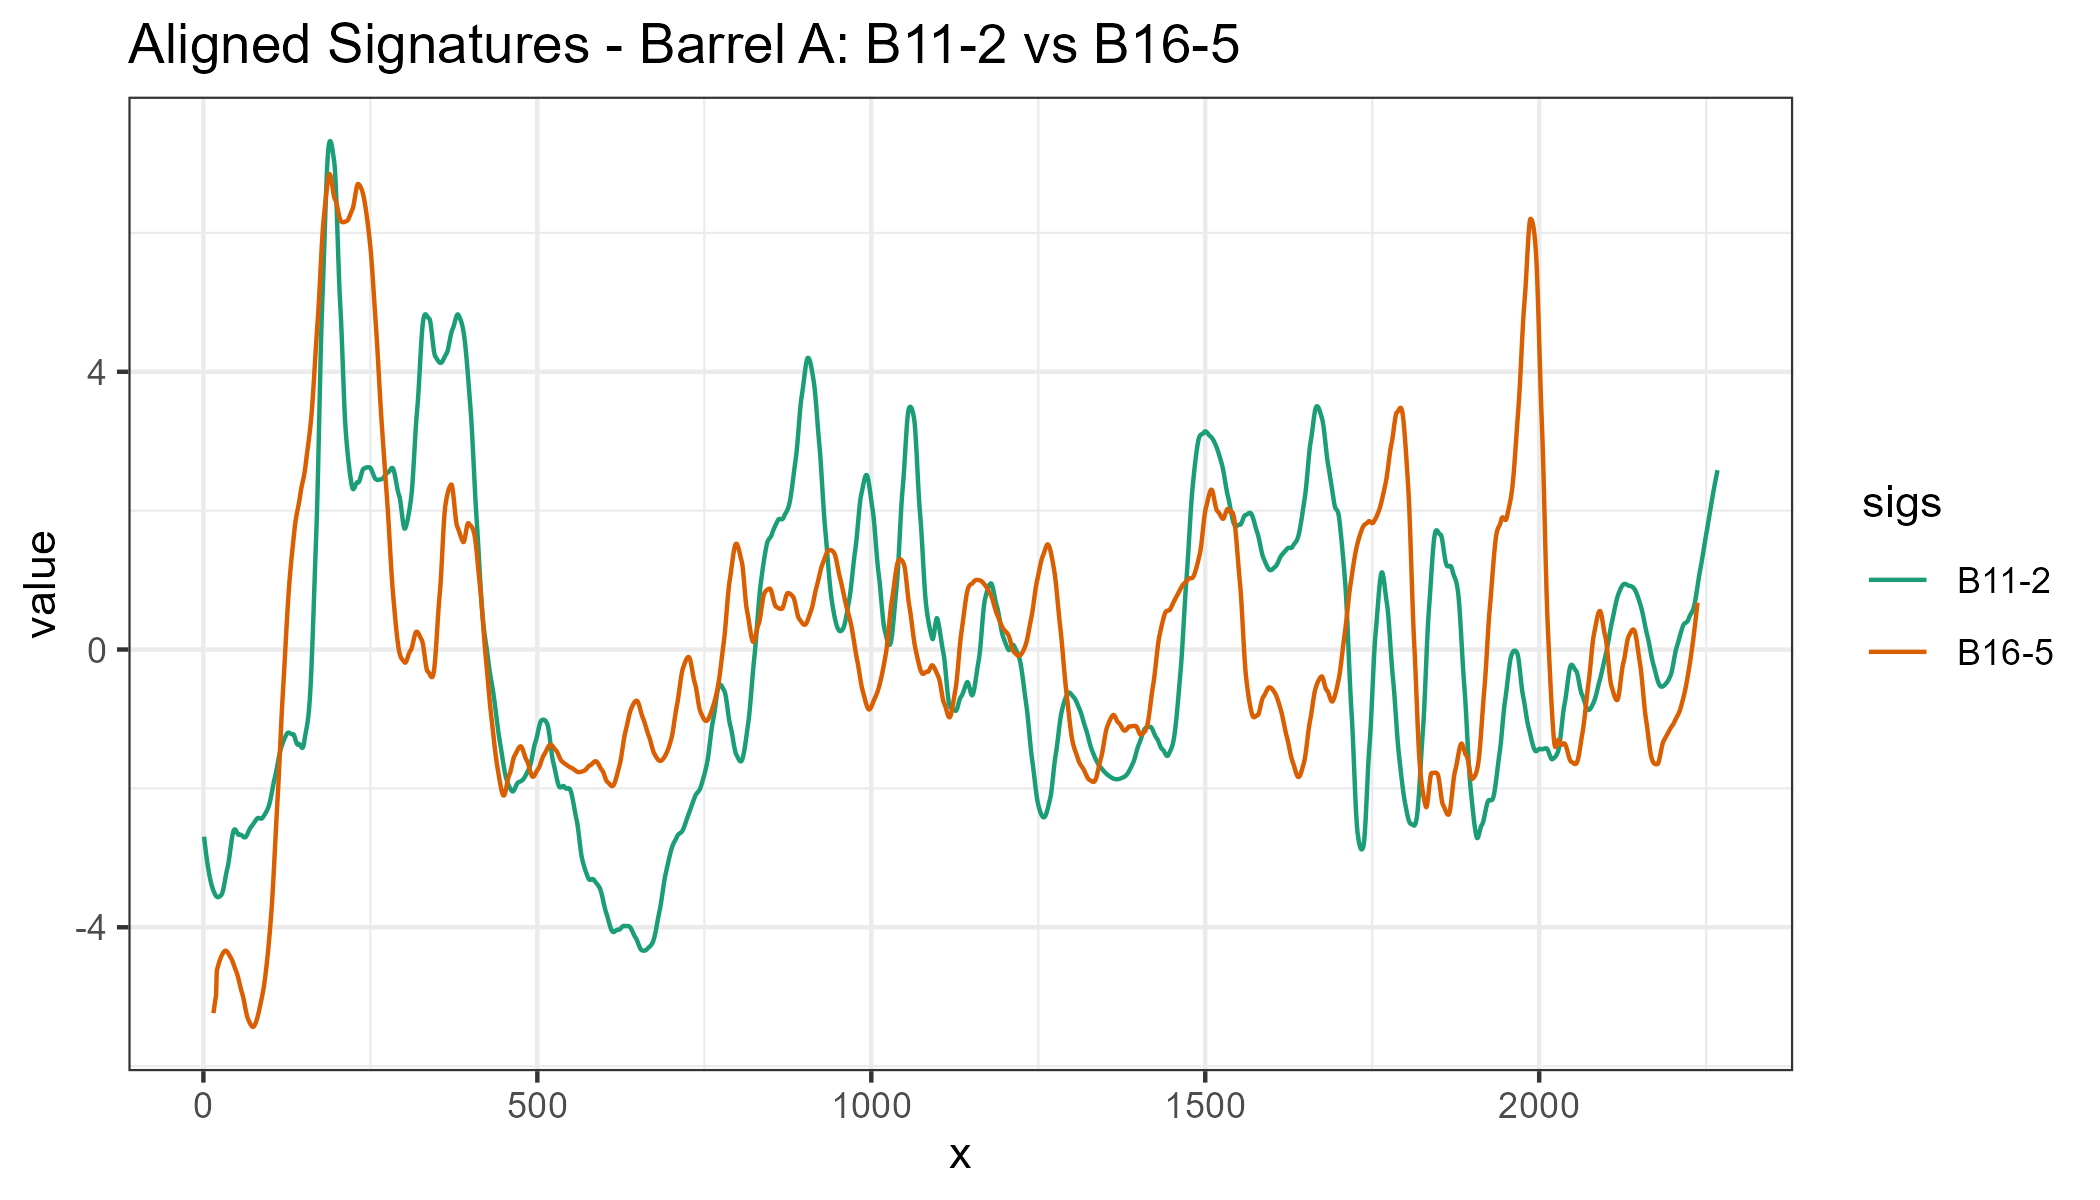 Aligned Signatures - Barrel A: B11-2 vs B16-5
value
4
0
-4
0
500
1000
1500
2000
x
sigs
B11-2
B16-5